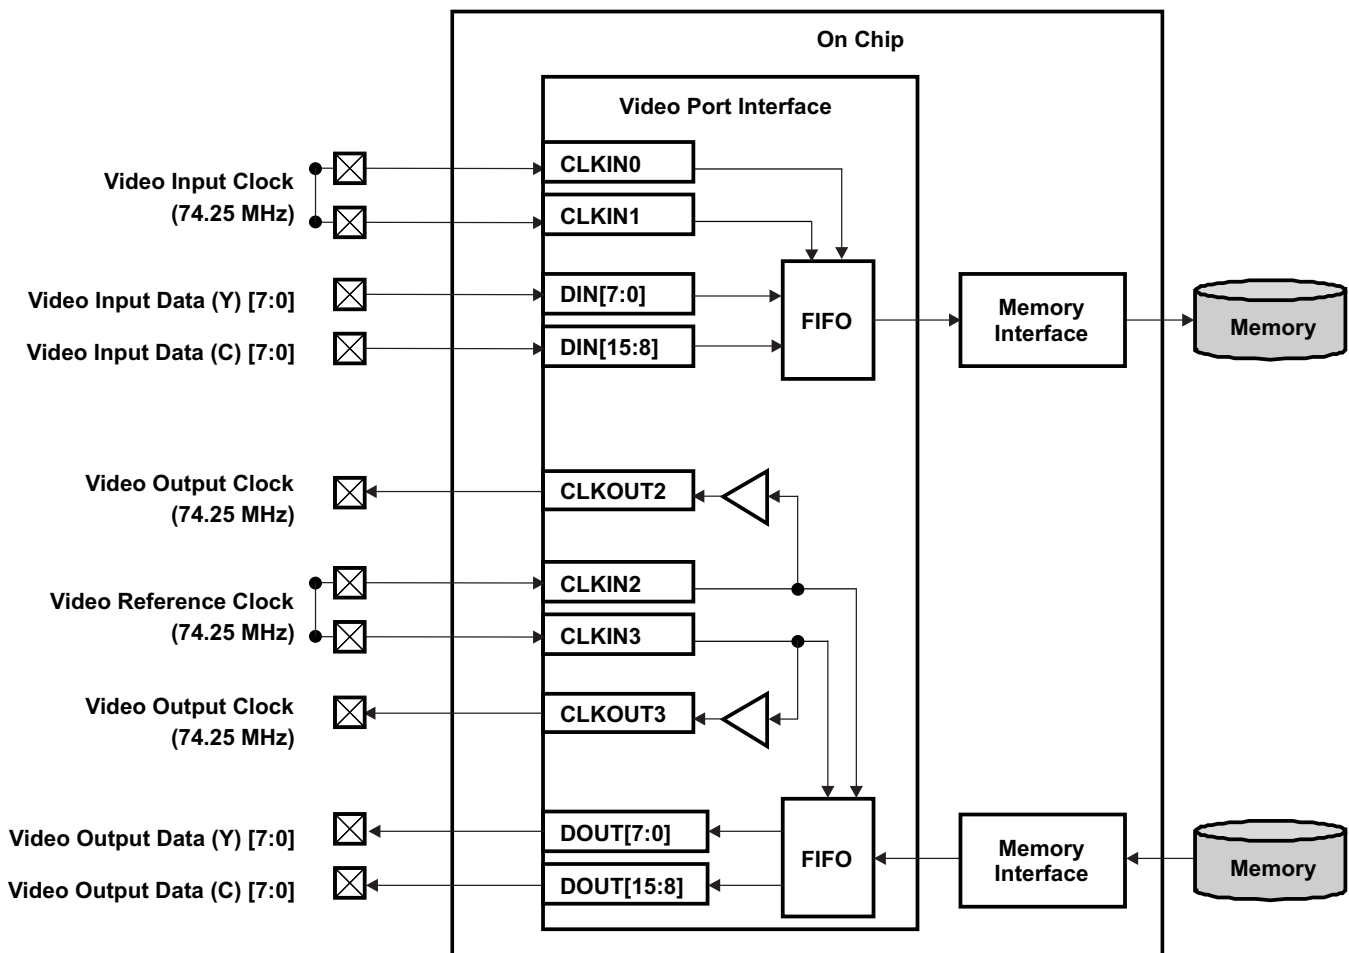 On Chip
Video Port Interface
Video Input Clock
(74.25 MHz)
CLKIN0
CLKIN1
Video Input Data (Y) [7:0]
DIN[7:0]
Video Input Data (C) [7:0]
DIN[15:8]
FIFO
Memory
Interface
Memory
Video Output Clock
(74.25 MHz)
CLKOUT2
Video Reference Clock
(74.25 MHz)
CLKIN2
CLKIN3
Video Output Clock
(74.25 MHz)
CLKOUT3
Video Output Data (Y) [7:0]
DOUT[7:0]
Video Output Data (C) [7:0]
DOUT[15:8]
FIFO
Memory
Interface
Memory